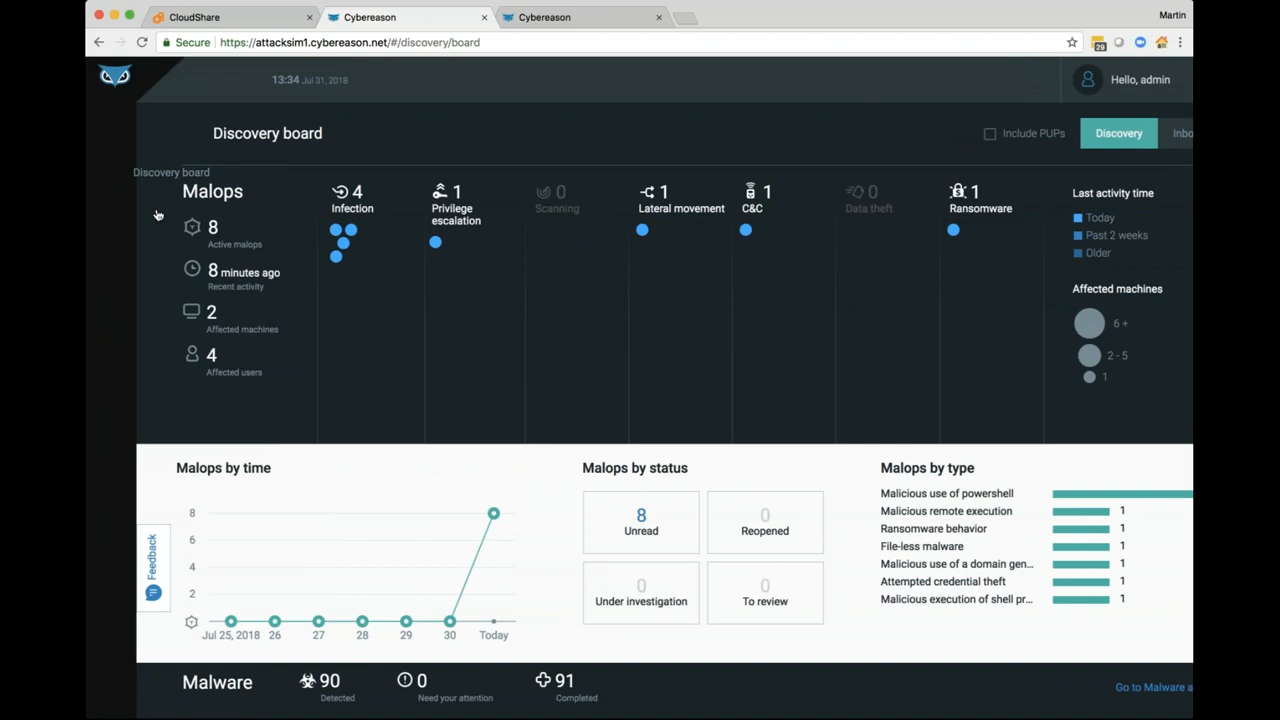 CloudShare
Cybereason
Cybereason
Martin
Secure
https://attacksim1.cybereason.net/#/discovery/board
29
13:34 Jul 31, 2018
Hello, admin
Discovery board
Include PUPs
Discovery
Inbo
Discovery board
Malops
8
Active malops
8 minutes ago
Recent activity
2
Affected machines
4
Affected users
4
Infection
1
Privilege
escalation
0
Scanning
1
Lateral movement
1
C&C
0
Data theft
1
Ransomware
Last activity time
Today
Past 2 weeks
Older
Affected machines
6 +
2 - 5
1
Malops by time
8
6
4
2
Jul 25, 2018 26 27 28 29 30 Today
Feedback
Malops by status
8
Unread
0
Reopened
0
Under investigation
0
To review
Malops by type
Malicious use of powershell
Malicious remote execution 1
Ransomware behavior 1
File-less malware 1
Malicious use of a domain gen... 1
Attempted credential theft 1
Malicious execution of shell pr... 1
Malware
90
Detected
0
Need your attention
91
Completed
Go to Malware a